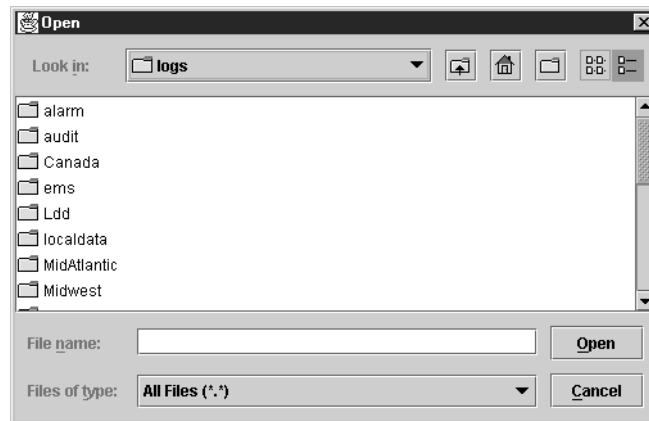 Open
Look in: logs
alarm
audit
Canada
ems
Ldd
localdata
MidAtlantic
Midwest
File name: Open
Files of type: All Files (*.*) Cancel